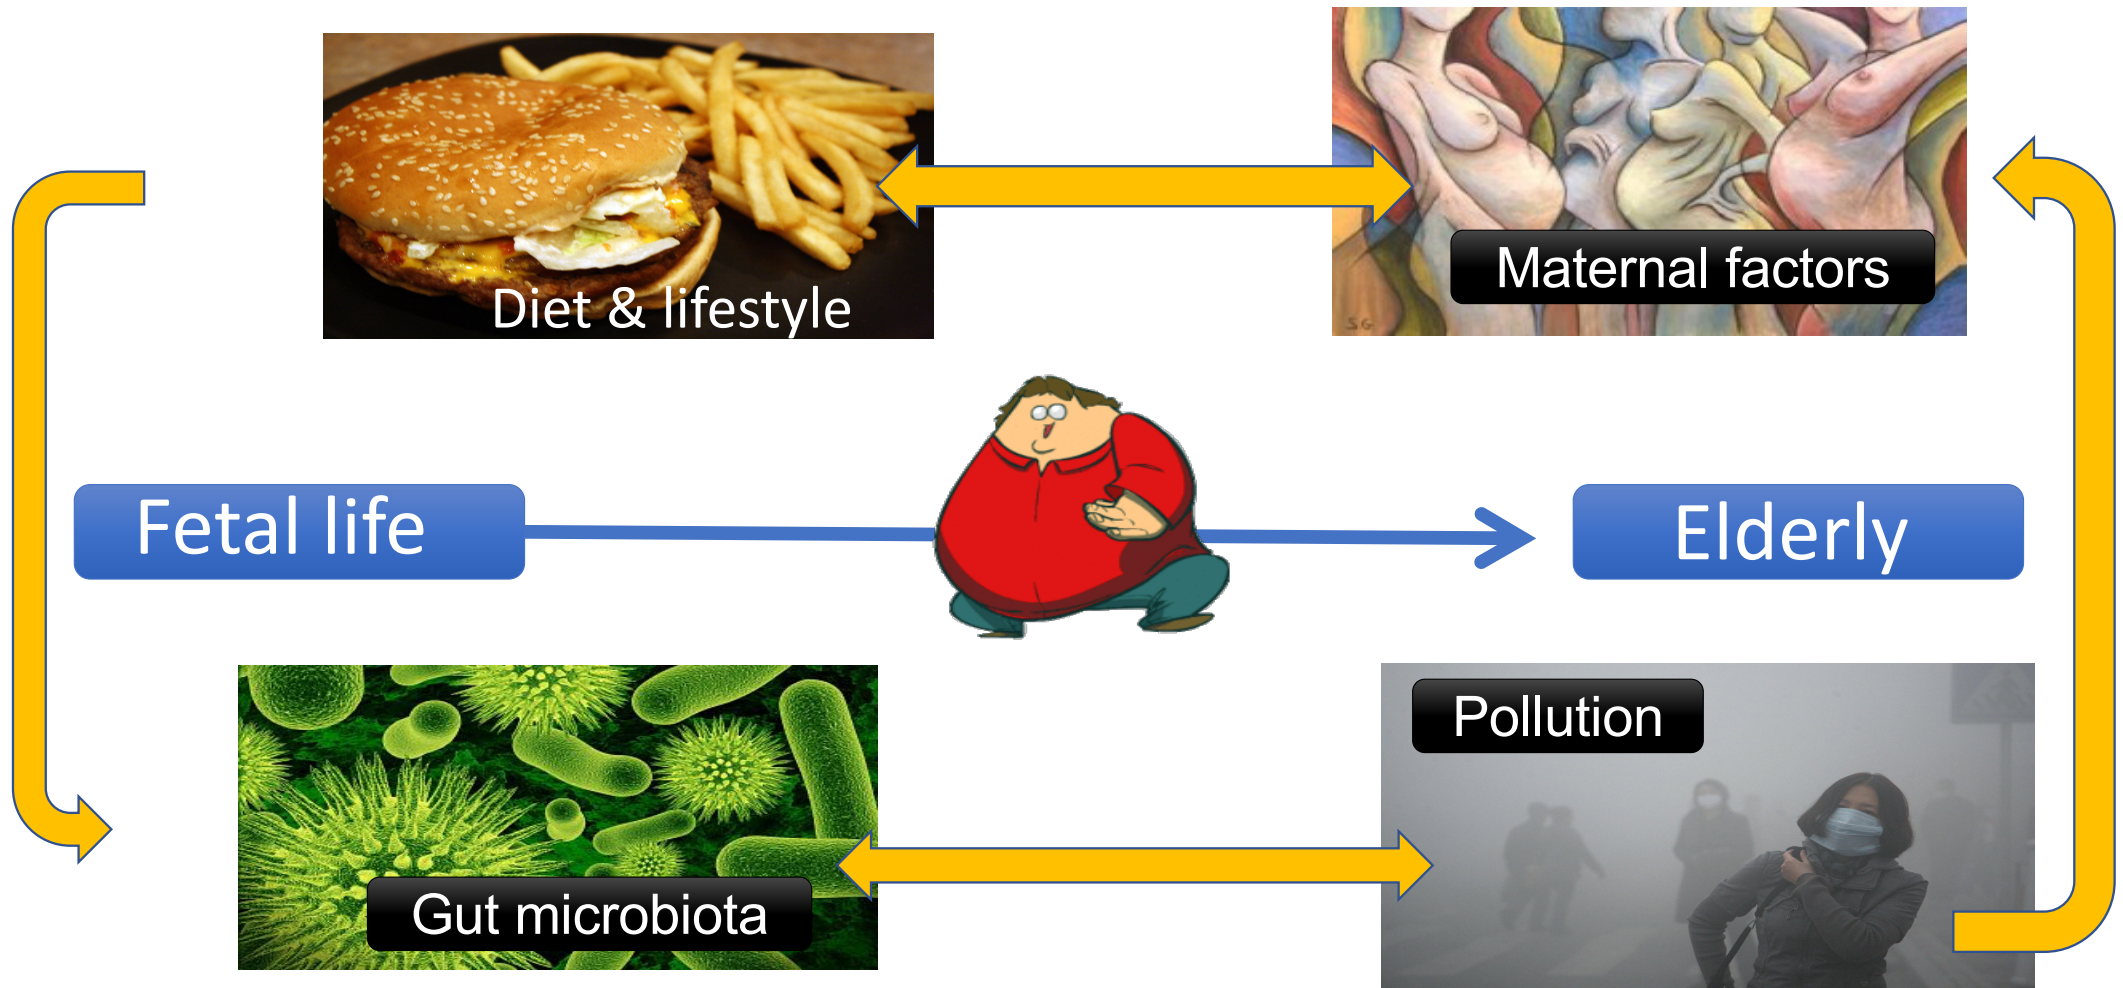 Diet & lifestyle
Maternal factors
S.G
Fetal life
Elderly
Pollution
Gut microbiota